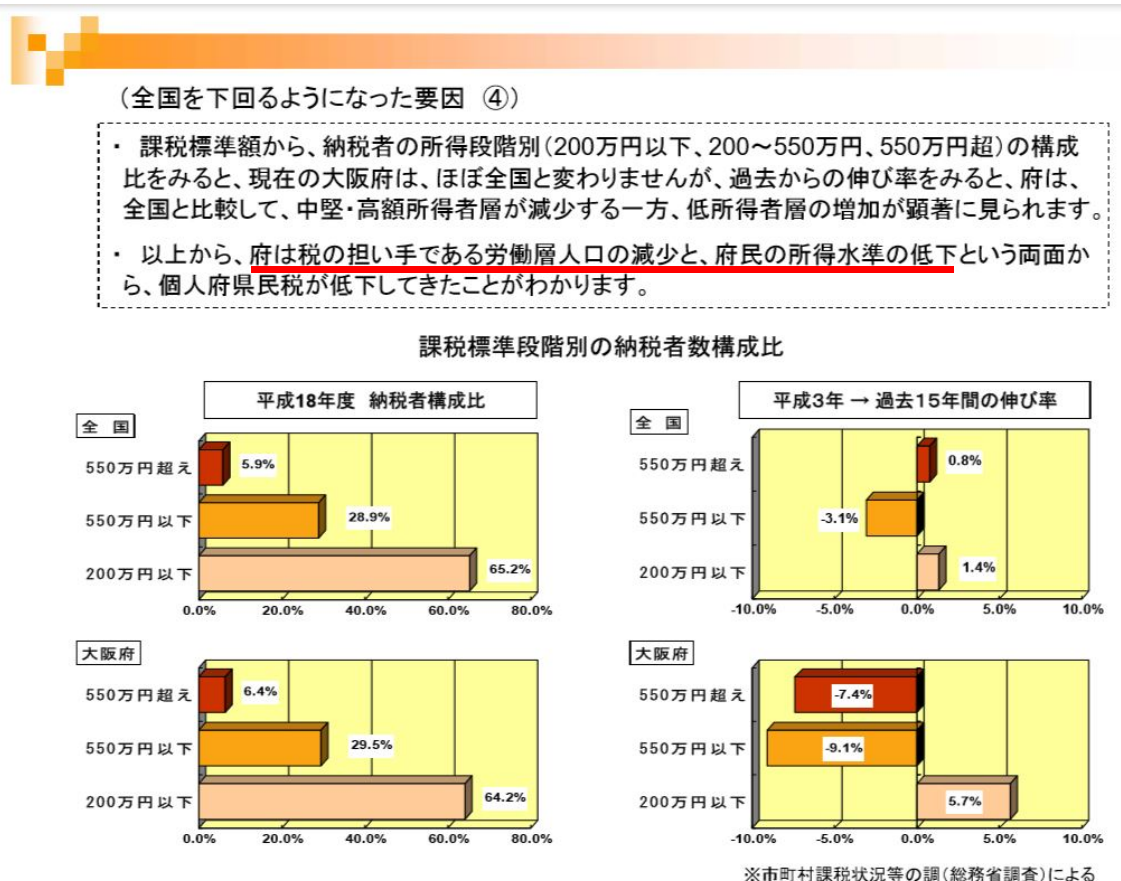 （全国を下回るようになった要因　④）
・　課税標準額から、納税者の所得段階別（200万円以下、200～550万円、550万円超）の構成
比をみると、現在の大阪府は、ほぼ全国と変わりませんが、過去からの伸び率をみると、府は、
全国と比較して、中堅・高額所得者層が減少する一方、低所得者層の増加が顕著に見られます。
・　以上から、府は税の担い手である労働層人口の減少と、府民の所得水準の低下という両面か
ら、個人府県民税が低下してきたことがわかります。
課税標準段階別の納税者数構成比
平成18年度　納税者構成比
全　国
550万円超え
5.9%
550万円以下
28.9%
200万円以下
65.2%
0.0% 20.0% 40.0% 60.0% 80.0%
大阪府
550万円超え
6.4%
550万円以下
29.5%
200万円以下
64.2%
0.0% 20.0% 40.0% 60.0% 80.0%
平成3年 → 過去15年間の伸び率
全　国
550万円超え
0.8%
550万円以下
-3.1%
200万円以下
1.4%
-10.0% -5.0% 0.0% 5.0% 10.0%
大阪府
550万円超え
-7.4%
550万円以下
-9.1%
200万円以下
5.7%
-10.0% -5.0% 0.0% 5.0% 10.0%
※市町村課税状況等の調（総務省調査）による